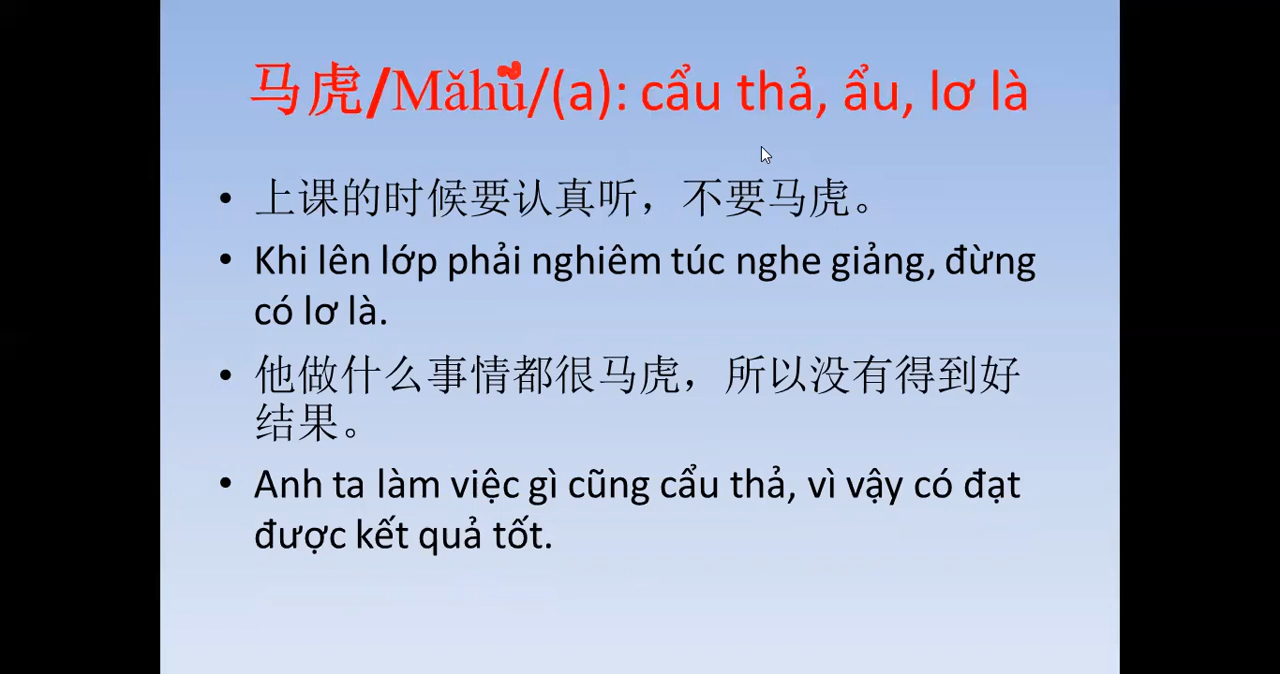 马虎/Mǎhu/(a): cẩu thả, ẩu, lơ là
• 上课的时候要认真听，不要马虎。
• Khi lên lớp phải nghiêm túc nghe giảng, đừng
có lơ là.
• 他做什么事情都很马虎，所以没有得到好
结果。
• Anh ta làm việc gì cũng cẩu thả, vì vậy có đạt
được kết quả tốt.